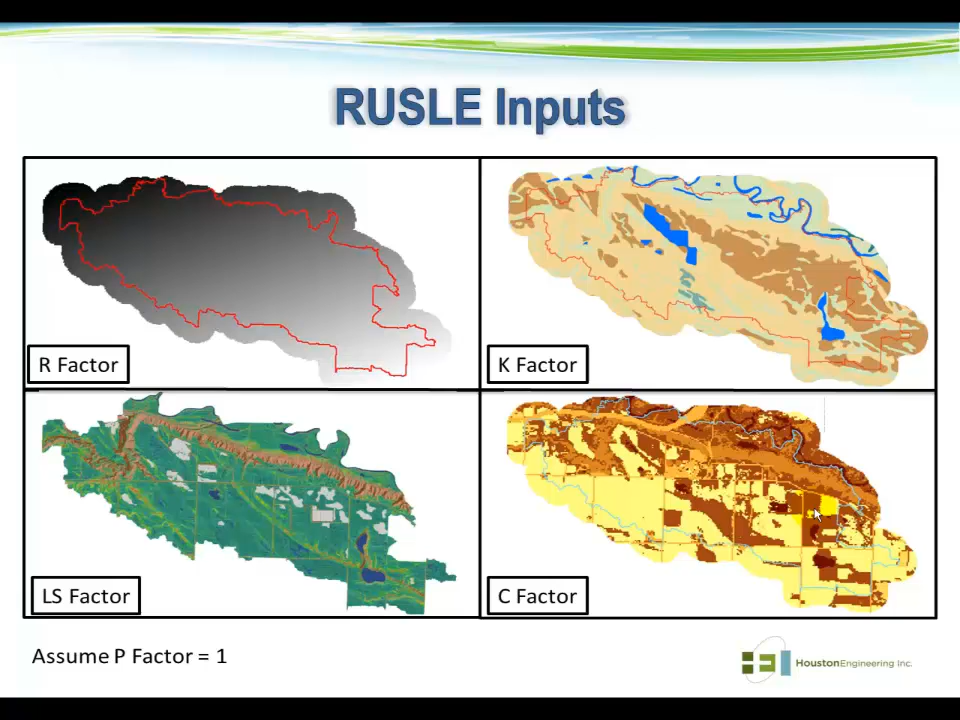 RUSLE Inputs
R Factor
K Factor
LS Factor
C Factor
Assume P Factor = 1
HoustonEngineering Inc.